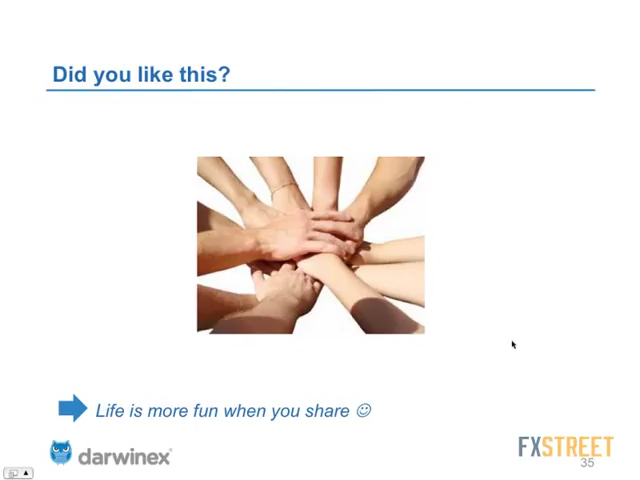 Did you like this?
Life is more fun when you share ☺
darwinex®
FXSTREET
35